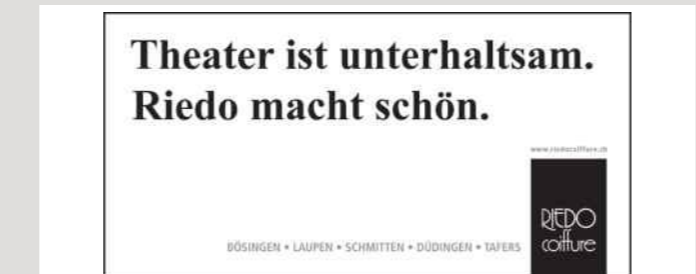 Theater ist unterhaltsam.
Riedo macht schön.
www.riedocoiffure.ch
RIEDO
coiffure
BÖSINGEN • LAUPEN • SCHMITTEN • DÜDINGEN • TAFERS